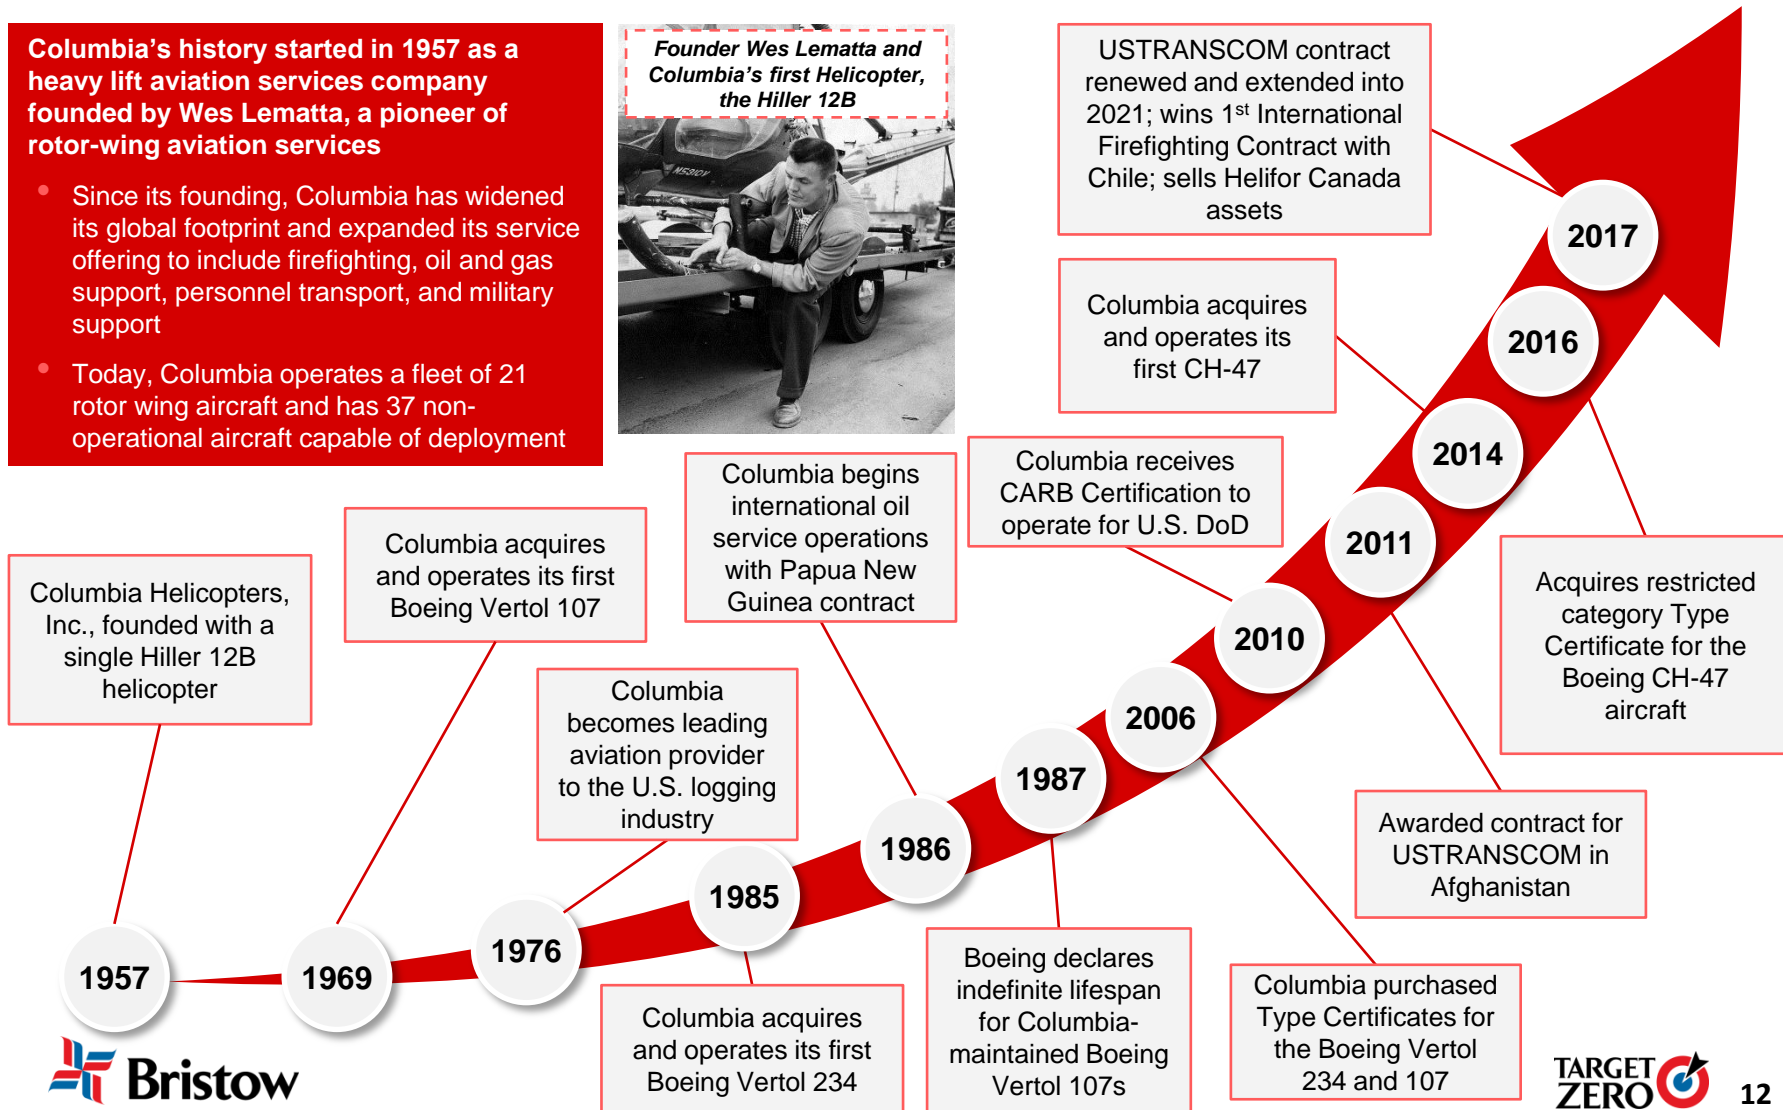 Columbia’s history started in 1957 as a
heavy lift aviation services company
founded by Wes Lematta, a pioneer of
rotor-wing aviation services
• Since its founding, Columbia has widened
its global footprint and expanded its service
offering to include firefighting, oil and gas
support, personnel transport, and military
support
• Today, Columbia operates a fleet of 21
rotor wing aircraft and has 37 non-
operational aircraft capable of deployment
Founder Wes Lematta and
Columbia’s first Helicopter,
the Hiller 12B
N5310V
USTRANSCOM contract
renewed and extended into
2021; wins 1st International
Firefighting Contract with
Chile; sells Helifor Canada
assets
2017
Columbia acquires
and operates its
first CH-47
2016
2014
Columbia receives
CARB Certification to
operate for U.S. DoD
2011
Columbia begins
international oil
service operations
with Papua New
Guinea contract
Columbia acquires
and operates its first
Boeing Vertol 107
Columbia Helicopters,
Inc., founded with a
single Hiller 12B
helicopter
Acquires restricted
category Type
Certificate for the
Boeing CH-47
aircraft
2010
Columbia
becomes leading
aviation provider
to the U.S. logging
industry
2006
1987
Awarded contract for
USTRANSCOM in
Afghanistan
1986
1985
1976
1969
1957
Columbia acquires
and operates its first
Boeing Vertol 234
Boeing declares
indefinite lifespan
for Columbia-
maintained Boeing
Vertol 107s
Columbia purchased
Type Certificates for
the Boeing Vertol
234 and 107
Bristow
TARGET
ZERO
12